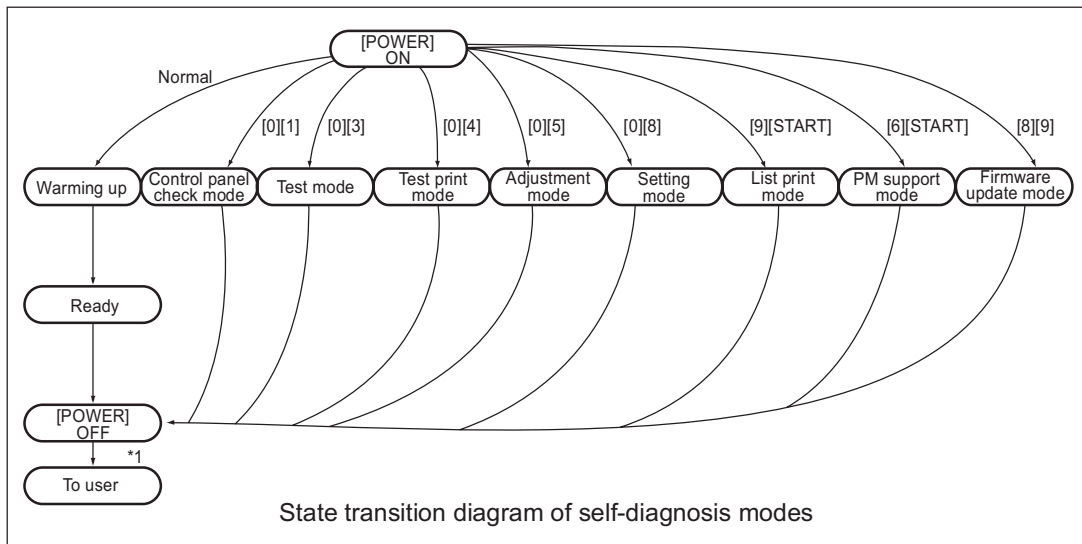 [POWER]
ON
Normal
[0][1]
[0][3]
[0][4]
[0][5]
[0][8]
[9][START]
[6][START]
[8][9]
Warming up
Control panel
check mode
Test mode
Test print
mode
Adjustment
mode
Setting
mode
List print
mode
PM support
mode
Firmware
update mode
Ready
[POWER]
OFF
*1
To user
State transition diagram of self-diagnosis modes